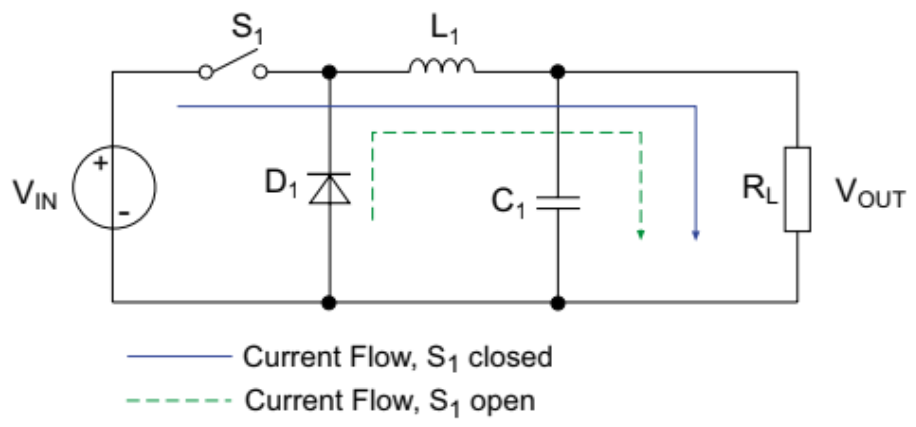 S1 L1
+
VIN
-
D1
C1
RL
VOUT
Current Flow, S1 closed
Current Flow, S1 open